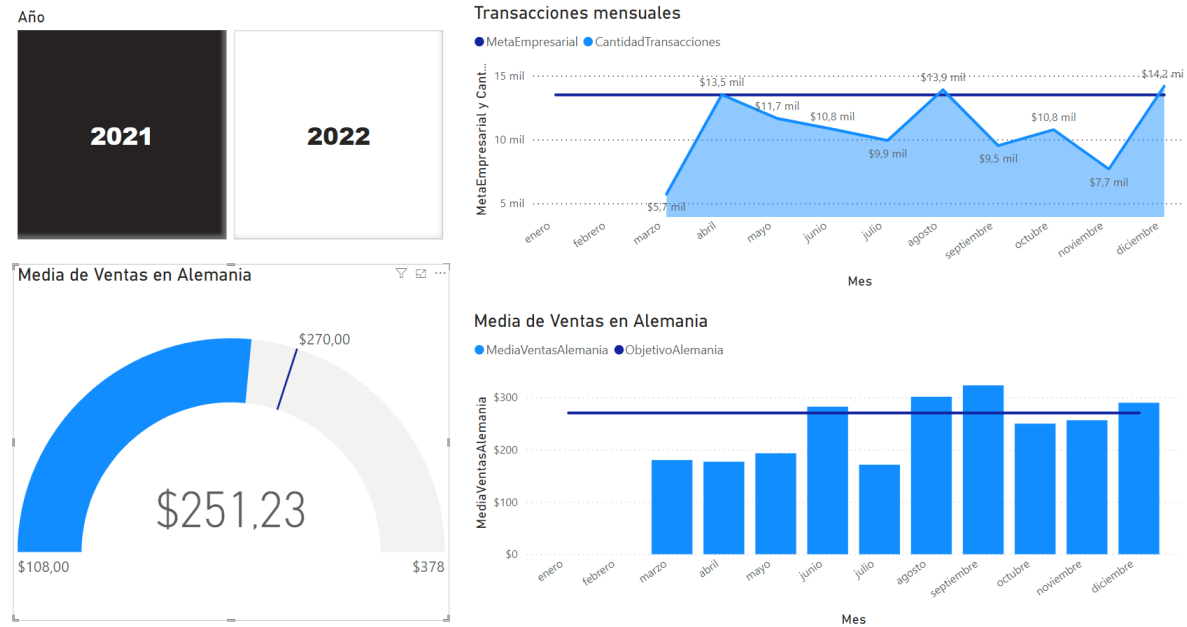 Año
2021
2022
Media de Ventas en Alemania
$270,00
$251,23
$108,00
$378
Transacciones mensuales
MetaEmpresarial CantidadTransacciones
MetaEmpresarial y Cant...
15 mil
10 mil
5 mil
$5,7 mil
$13,5 mil
$11,7 mil
$10,8 mil
$9,9 mil
$13,9 mil
$9,5 mil
$10,8 mil
$7,7 mil
$14,2 mi
enero febrero marzo abril mayo junio julio agosto septiembre octubre noviembre diciembre
Mes
Media de Ventas en Alemania
MediaVentasAlemania ObjetivoAlemania
MediaVentasAlemania
$300
$200
$100
$0
enero febrero marzo abril mayo junio julio agosto septiembre octubre noviembre diciembre
Mes